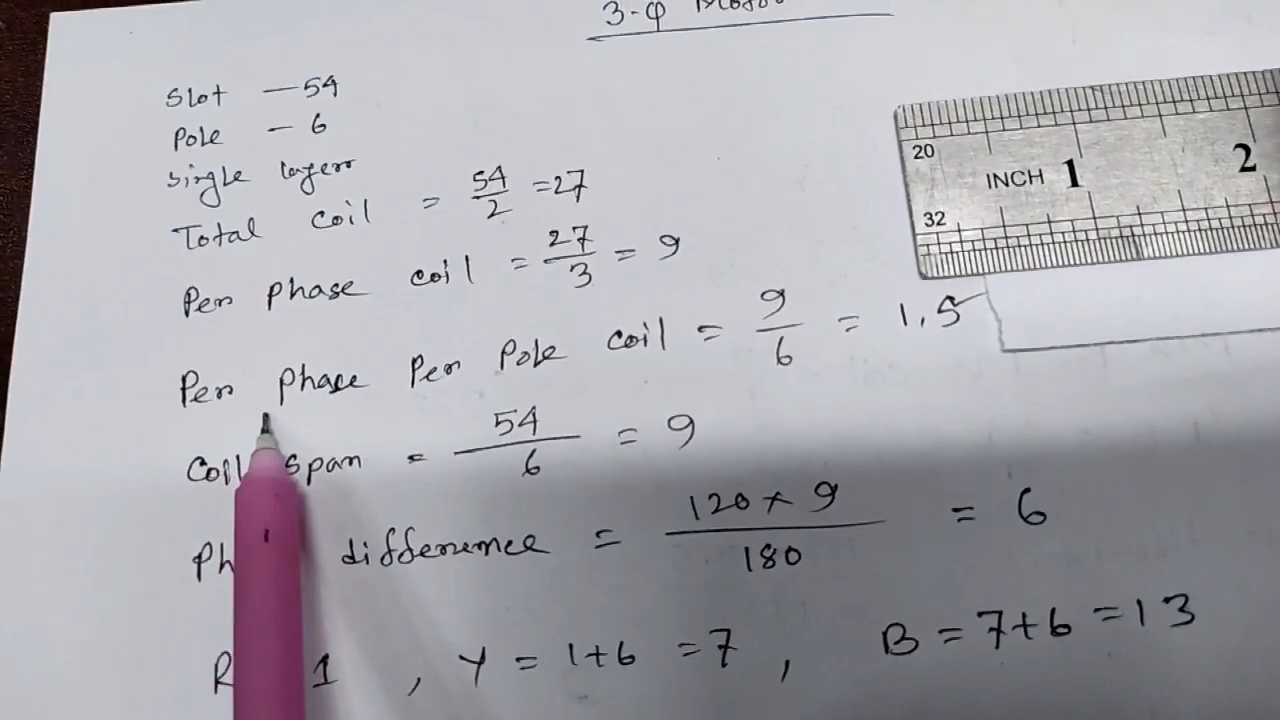 3-φ
Slot — 54
Pole – 6
Single layer
Total coil = 54/2 = 27
Per phase coil = 27/3 = 9
Per phase Per Pole coil = 9/6 = 1.5
Coil span = 54/6 = 9
difference = 120 × 9 / 180 = 6
R 1 , Y = 1+6 = 7 , B = 7+6 = 13
20
INCH 1 2
32